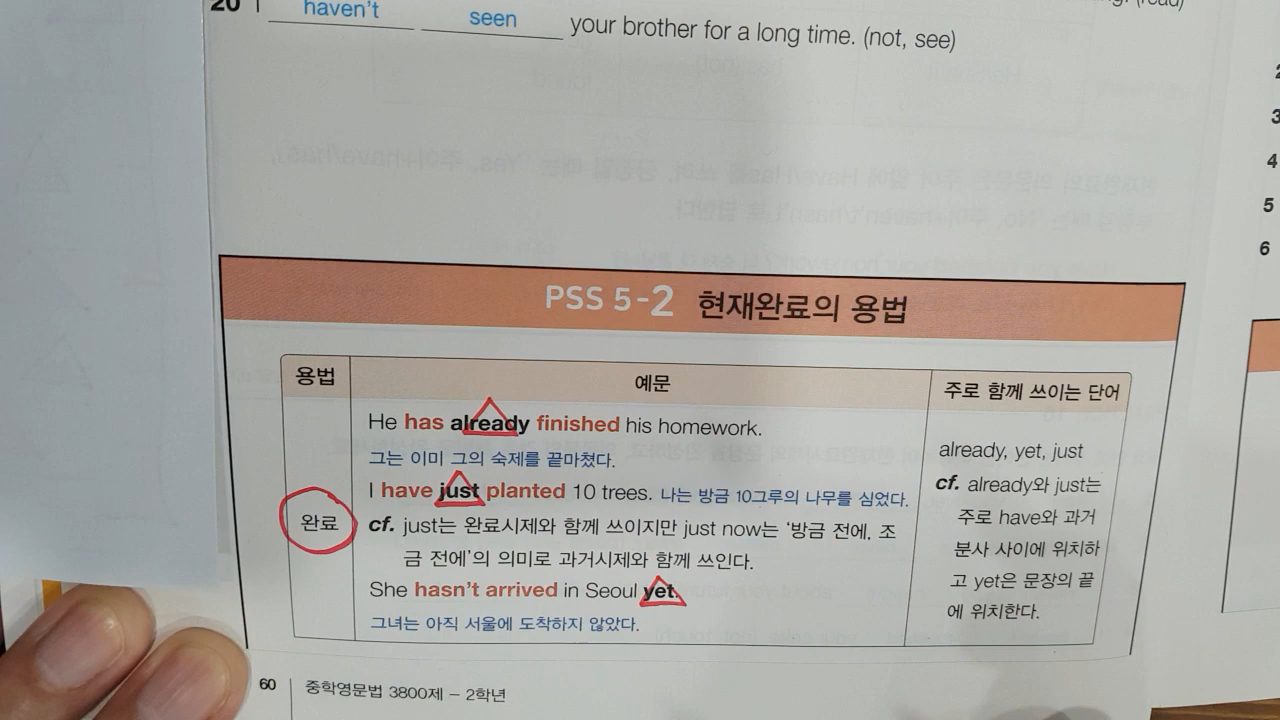 (read)
20 I haven't seen your brother for a long time. (not, see)
PSS 5-2 현재완료의 용법
용법 예문 주로 함께 쓰이는 단어
완료
He has already finished his homework.
그는 이미 그의 숙제를 끝마쳤다.
I have just planted 10 trees. 나는 방금 10그루의 나무를 심었다.
cf. just는 완료시제와 함께 쓰이지만 just now는 ‘방금 전에, 조
금 전에’의 의미로 과거시제와 함께 쓰인다.
She hasn't arrived in Seoul yet.
그녀는 아직 서울에 도착하지 않았다.
already, yet, just
cf. already와 just는
주로 have와 과거
분사 사이에 위치하
고 yet은 문장의 끝
에 위치한다.
60 중학영문법 3800제 – 2학년
2
3
4
5
6